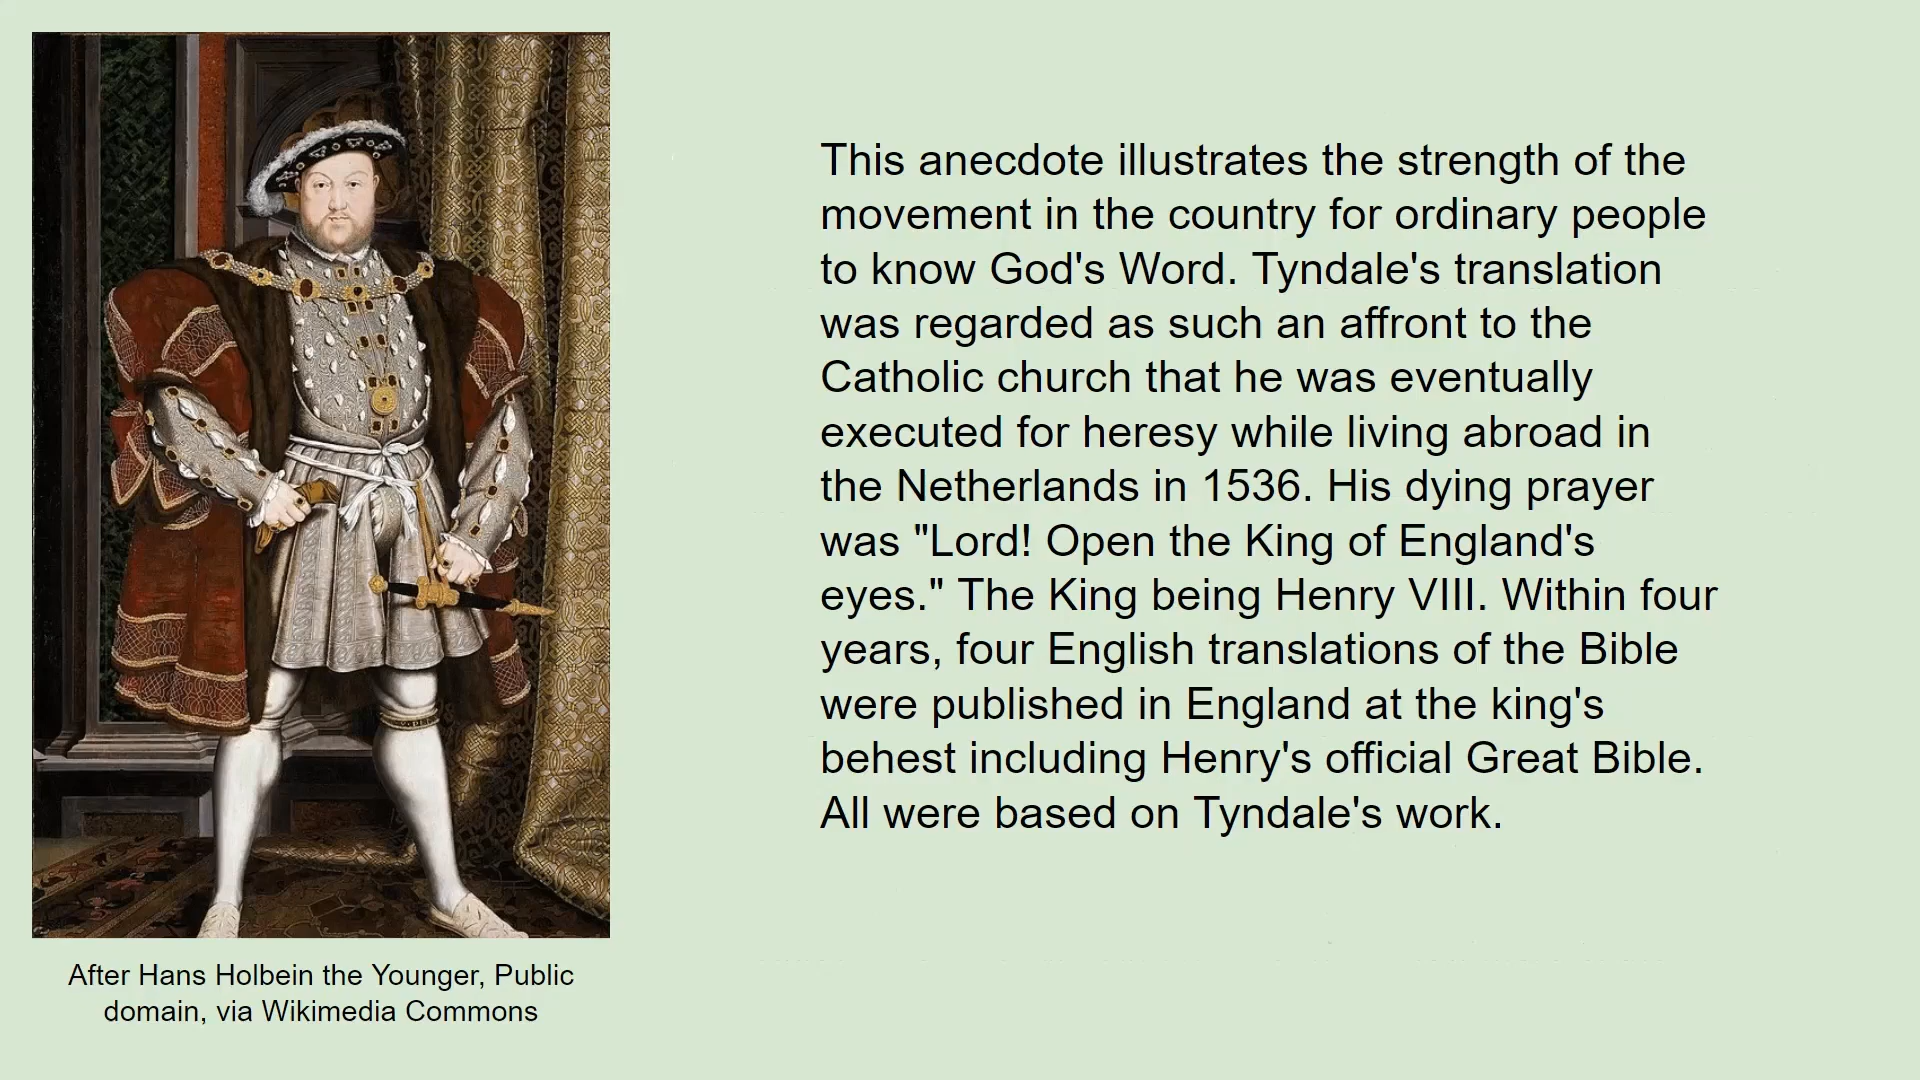 This anecdote illustrates the strength of the
movement in the country for ordinary people
to know God's Word. Tyndale's translation
was regarded as such an affront to the
Catholic church that he was eventually
executed for heresy while living abroad in
the Netherlands in 1536. His dying prayer
was "Lord! Open the King of England's
eyes." The King being Henry VIII. Within four
years, four English translations of the Bible
were published in England at the king's
behest including Henry's official Great Bible.
All were based on Tyndale's work.
After Hans Holbein the Younger, Public
domain, via Wikimedia Commons